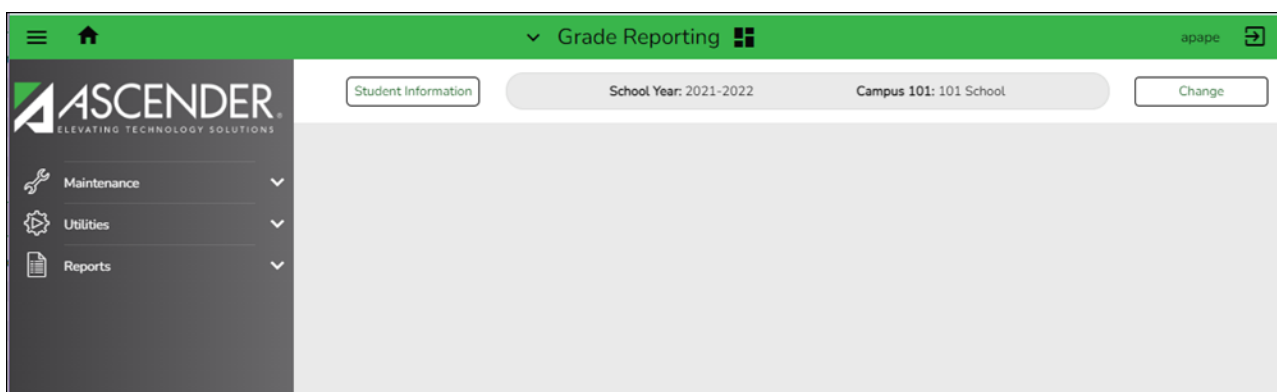 Grade Reporting
apape
ASCENDER®
ELEVATING TECHNOLOGY SOLUTIONS
Student Information
School Year: 2021-2022
Campus 101: 101 School
Change
Maintenance
Utilities
Reports